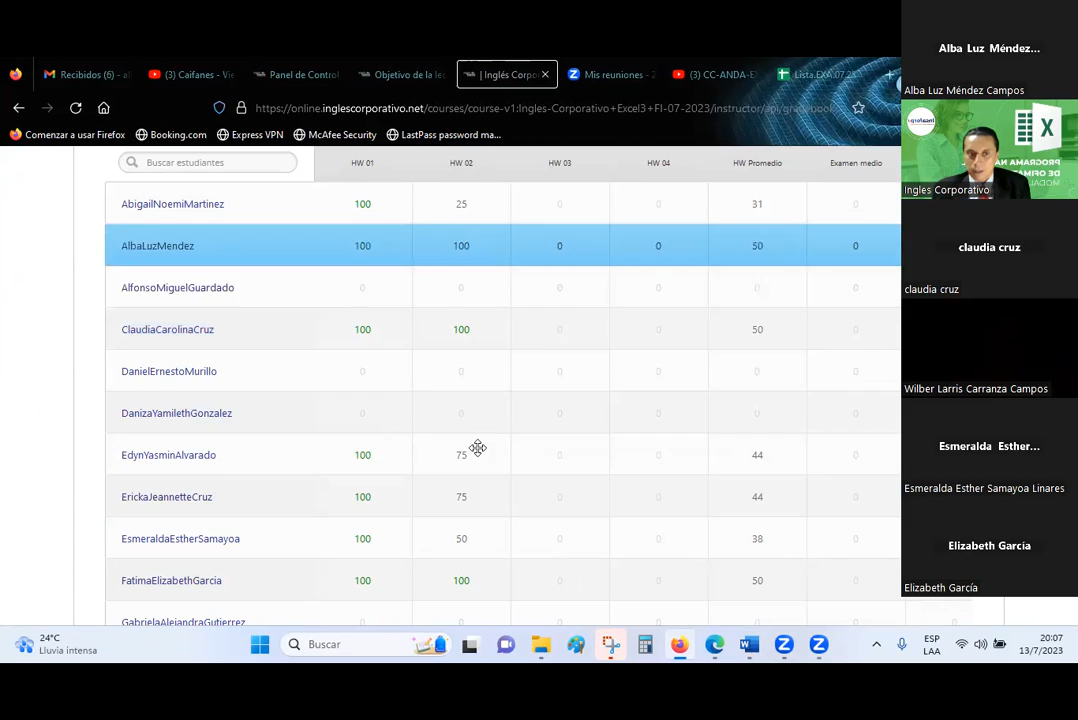 Recibidos (6) - al
(3) Caifanes - Vie
Panel de Control
Objetivo de la lec
| Inglés Corpo
Mis reuniones - Z
(3) CC-ANDA-E
Lista.EXA.07.23
https://online.inglescorporativo.net/courses/course-v1:Ingles-Corporativo+Excel3+FI-07-2023/instructor/api/gradebook
Comenzar a usar Firefox
Booking.com
Express VPN
McAfee Security
LastPass password ma...
Buscar estudiantes
HW 01 HW 02 HW 03 HW 04 HW Promedio Examen medio
AbigailNoemiMartinez 100 25 0 0 31 0
AlbaLuzMendez 100 100 0 0 50 0
AlfonsoMiguelGuardado 0 0 0 0 0 0
ClaudiaCarolinaCruz 100 100 0 0 50 0
DanielErnestoMurillo 0 0 0 0 0 0
DanizaYamilethGonzalez 0 0 0 0 0 0
EdynYasminAlvarado 100 75 0 0 44 0
ErickaJeannetteCruz 100 75 0 0 44 0
EsmeraldaEstherSamayoa 100 50 0 0 38 0
FatimaElizabethGarcia 100 100 0 0 50 0
GabrielaAlejandraGutierrez
Alba Luz Méndez...
Alba Luz Méndez Campos
Ingles Corporativo
claudia cruz
claudia cruz
Wilber Larris Carranza Campos
Esmeralda Esther...
Esmeralda Esther Samayoa Linares
Elizabeth García
Elizabeth García
24°C
Lluvia intensa
Buscar
ESP
LAA
20:07
13/7/2023